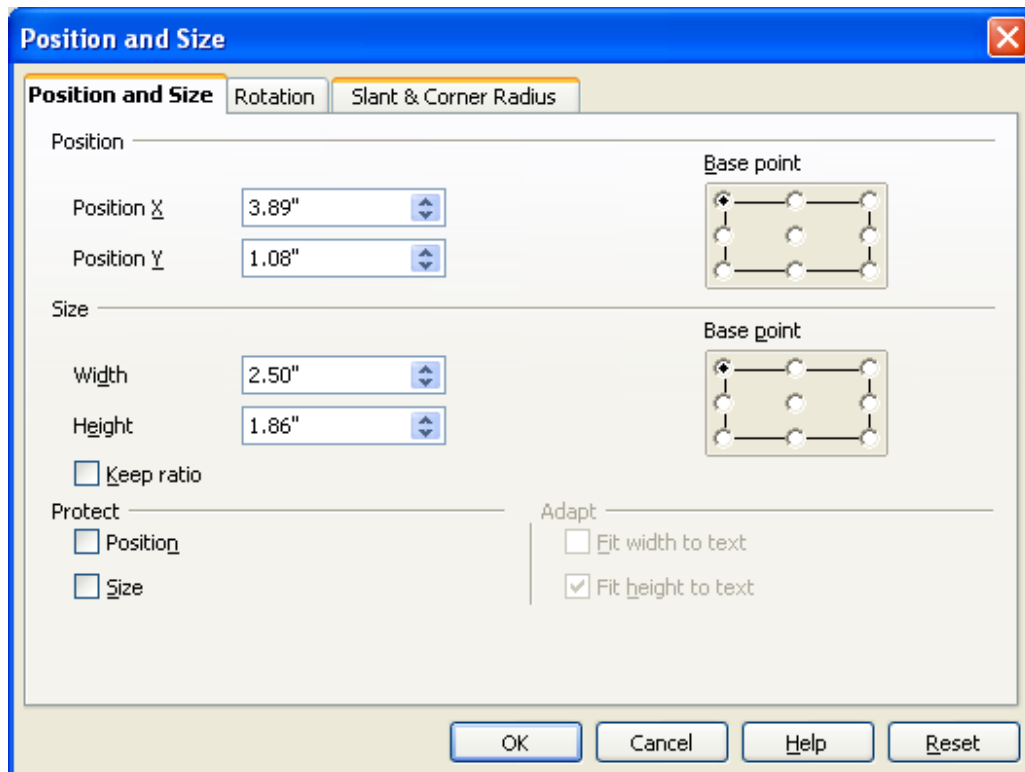 Position and Size
Position and Size Rotation Slant & Corner Radius
Position
Base point
Position X 3.89"
Position Y 1.08"
Size
Base point
Width 2.50"
Height 1.86"
Keep ratio
Protect Adapt
Position Fit width to text
Size Fit height to text
OK Cancel Help Reset